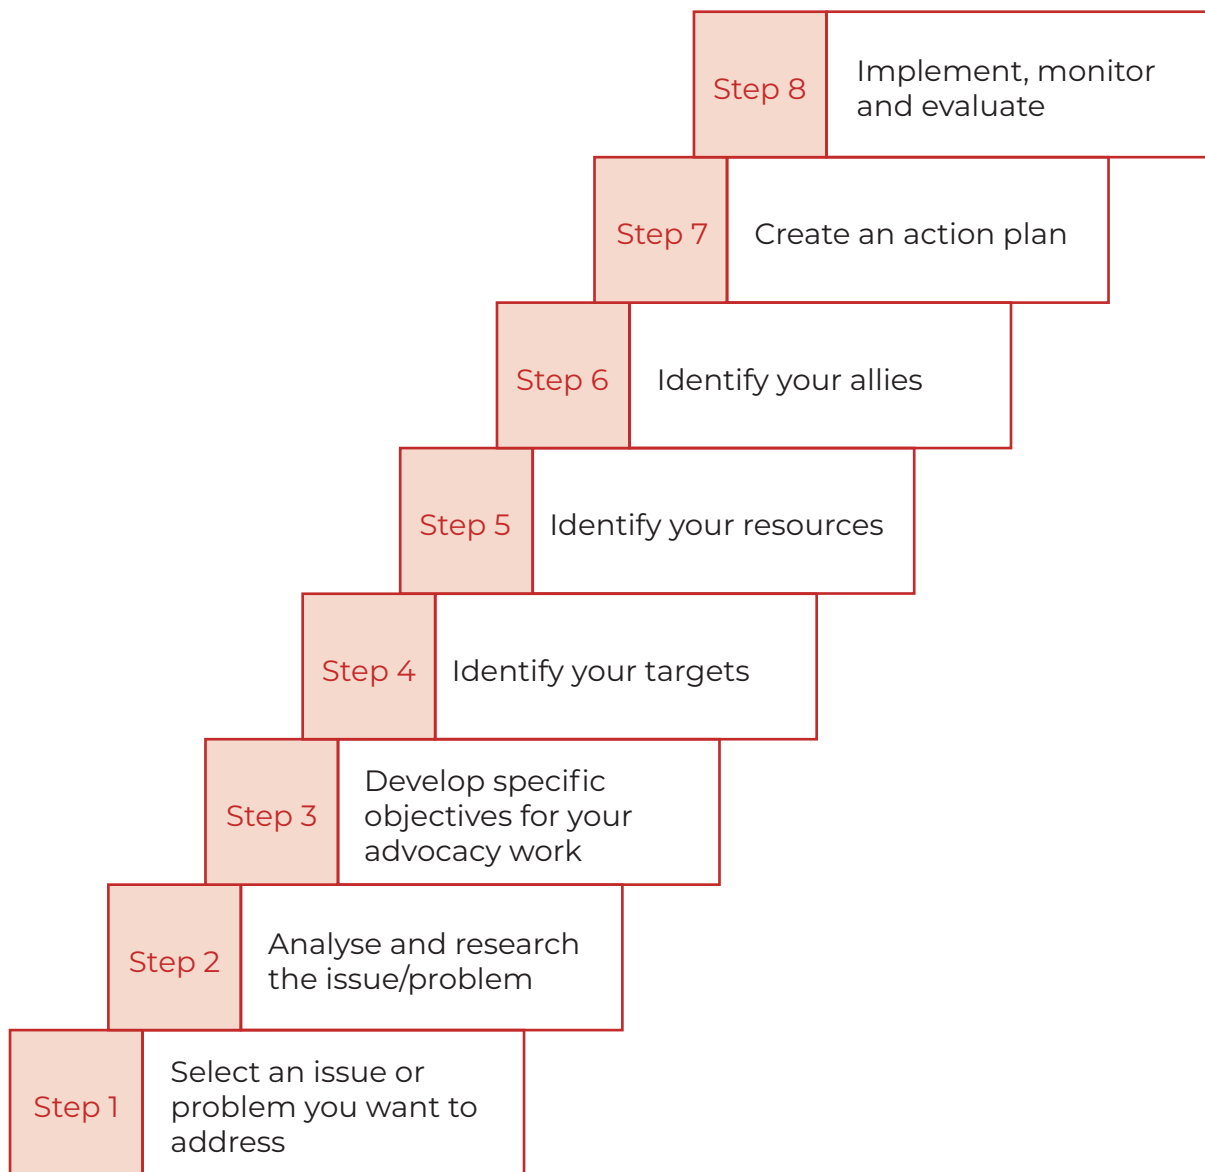 Step 8
Implement, monitor
and evaluate
Step 7
Create an action plan
Step 6
Identify your allies
Step 5
Identify your resources
Step 4
Identify your targets
Step 3
Develop specific
objectives for your
advocacy work
Step 2
Analyse and research
the issue/problem
Step 1
Select an issue or
problem you want to
address